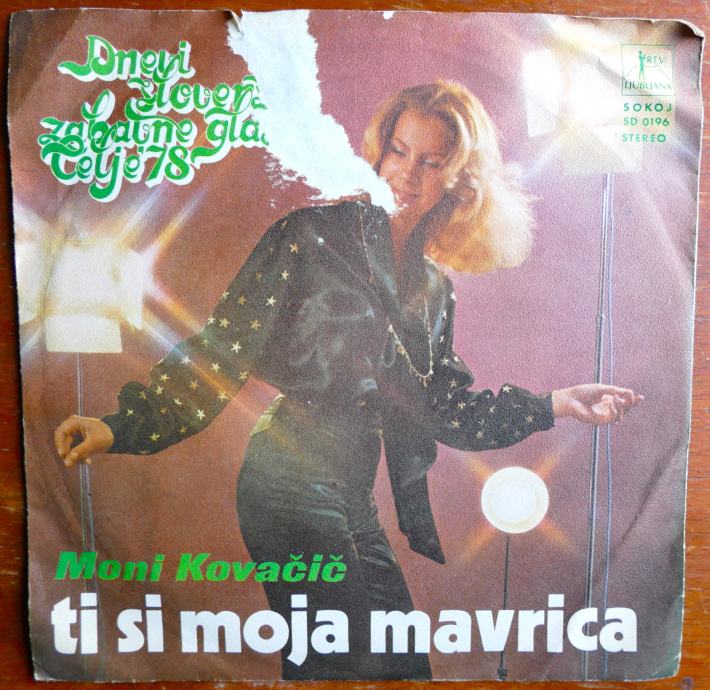 Dnevi
zabavne
Celje '78
RTV
LJUBLJANA
SOKOJ
SD 0196
STEREO
Moni Kovačič
ti si moja mavrica